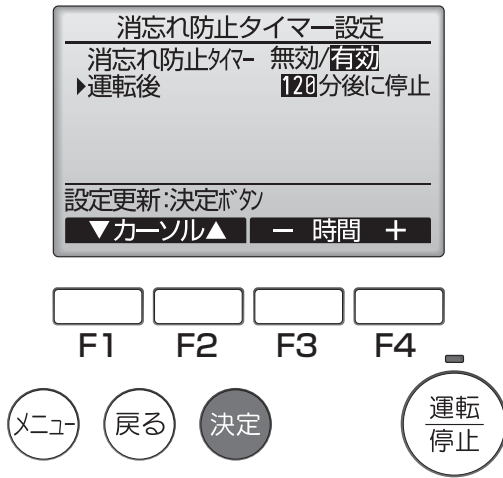 消忘れ防止タイマー設定
消忘れ防止タイマー 無効/有効
▶運転後 120分後に停止
設定更新:決定ボタン
▼カーソル▲ － 時間 ＋
F1 F2 F3 F4
メニュー 戻る 決定 運転
停止